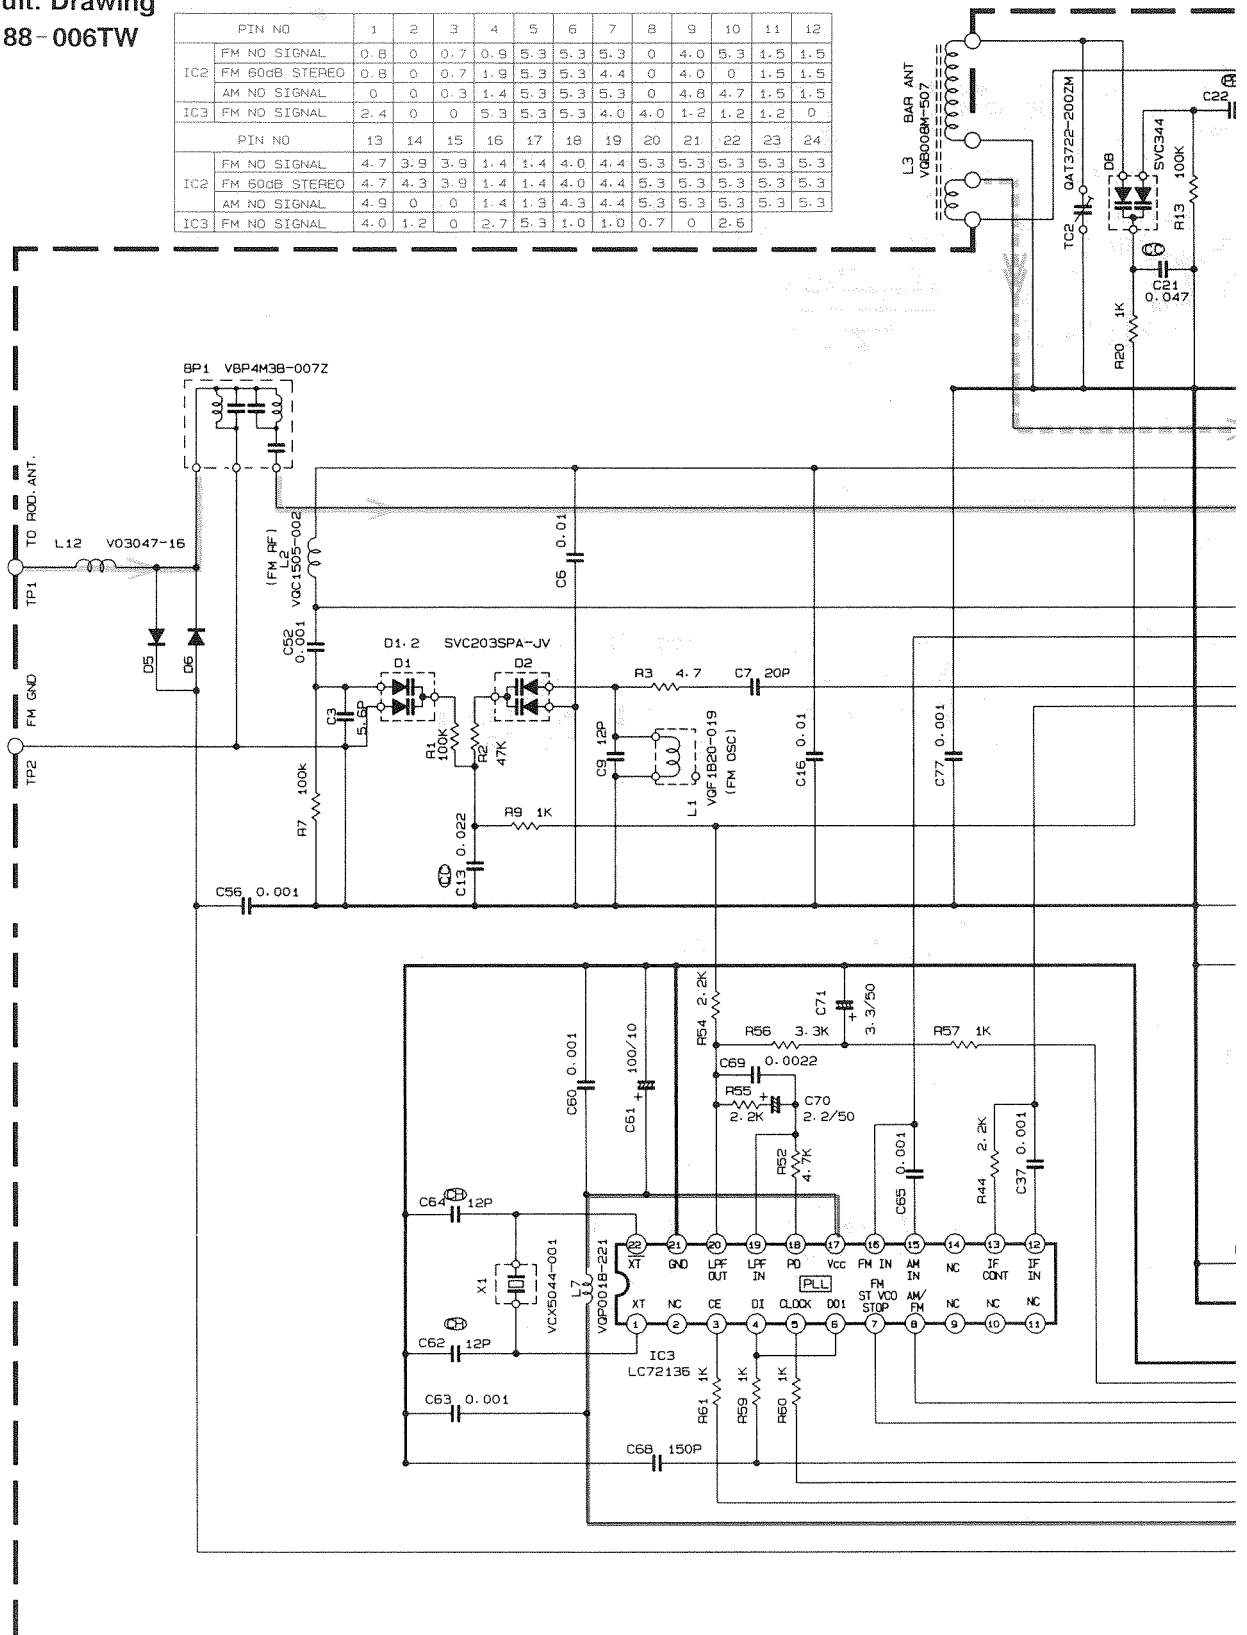 uit. Drawing
88-006TW
PIN NO 1 2 3 4 5 6 7 8 9 10 11 12
IC2 FM NO SIGNAL 0.8 0 0.7 0.9 5.3 5.3 5.3 0 4.0 5.3 1.5 1.5
FM 60dB STEREO 0.8 0 0.7 1.9 5.3 5.3 4.4 0 4.0 0 1.5 1.5
AM NO SIGNAL 0 0 0.3 1.4 5.3 5.3 5.3 0 4.8 4.7 1.5 1.5
IC3 FM NO SIGNAL 2.4 0 0 5.3 5.3 5.3 4.0 4.0 1.2 1.2 1.2 0
PIN NO 13 14 15 16 17 18 19 20 21 22 23 24
IC2 FM NO SIGNAL 4.7 3.9 3.9 1.4 1.4 4.0 4.4 5.3 5.3 5.3 5.3 5.3
FM 60dB STEREO 4.7 4.3 3.9 1.4 1.4 4.0 4.4 5.3 5.3 5.3 5.3 5.3
AM NO SIGNAL 4.9 0 0 1.4 1.3 4.3 4.4 5.3 5.3 5.3 5.3 5.3
IC3 FM NO SIGNAL 4.0 1.2 0 2.7 5.3 1.0 1.0 0.7 0 2.6
L3 BAR ANT
VQB008M-507
TC2 QAT3722-200ZM
D8
SVC344
R13 100K
C22
C21
0.047
R20 1K
BP1 VBP4M3B-007Z
TO ROD. ANT.
TP1
L12 V03047-16
(FM RF)
L2
VQC1505-002
C6 0.01
D5
D6
C52
0.001
D1.2 SVC203SPA-JV
D1
D2
R3 4.7
C7 20P
FM GND
TP2
C3
5.6P
R1
100K
R2
47K
C9 12P
L1
VQF1B20-019
(FM OSC)
C16 0.01
C77 0.001
R7 100k
R9 1K
C13 0.022
C56 0.001
C60 0.001
C61 100/10
+
R54 2.2K
R56 3.3K
C71
+ 3.3/50
R57 1K
C69 0.0022
R55
2.2K
+
C70
2.2/50
R52
4.7K
C65 0.001
R44 2.2K
C37 0.001
C64 CH 12P
X1
VCX5044-001
L7
VQP001B-221
22 21 20 19 18 17 16 15 14 13 12
XT GND LPF OUT LPF IN PD Vcc FM IN AM IN NC IF CONT IF IN
PLL
XT NC CE DI CLOCK DO1 FM ST VCO STOP AM/FM NC NC NC
1 2 3 4 5 6 7 8 9 10 11
C62 CH 12P
IC3
LC72136
C63 0.001
R61 1K
R59 1K
R60 1K
C68 150P